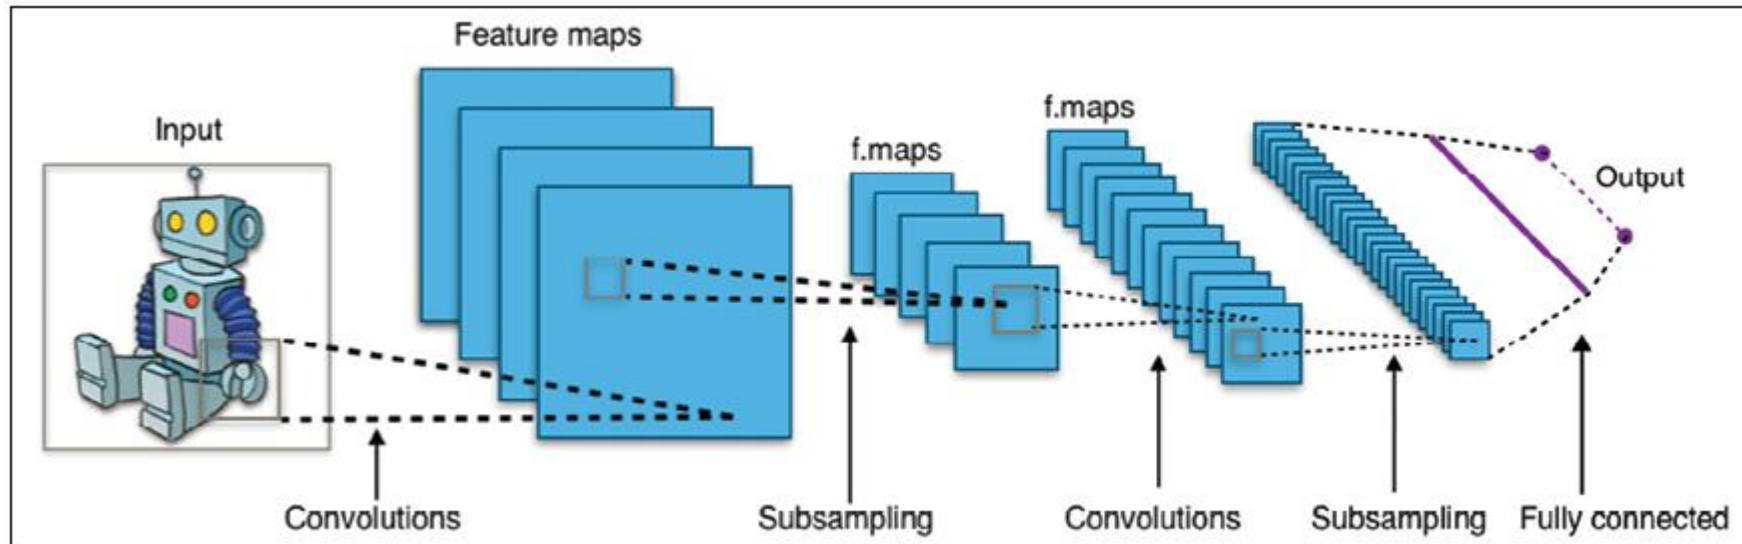 Feature maps
Input
f.maps
f.maps
Output
Convolutions
Subsampling
Convolutions
Subsampling
Fully connected